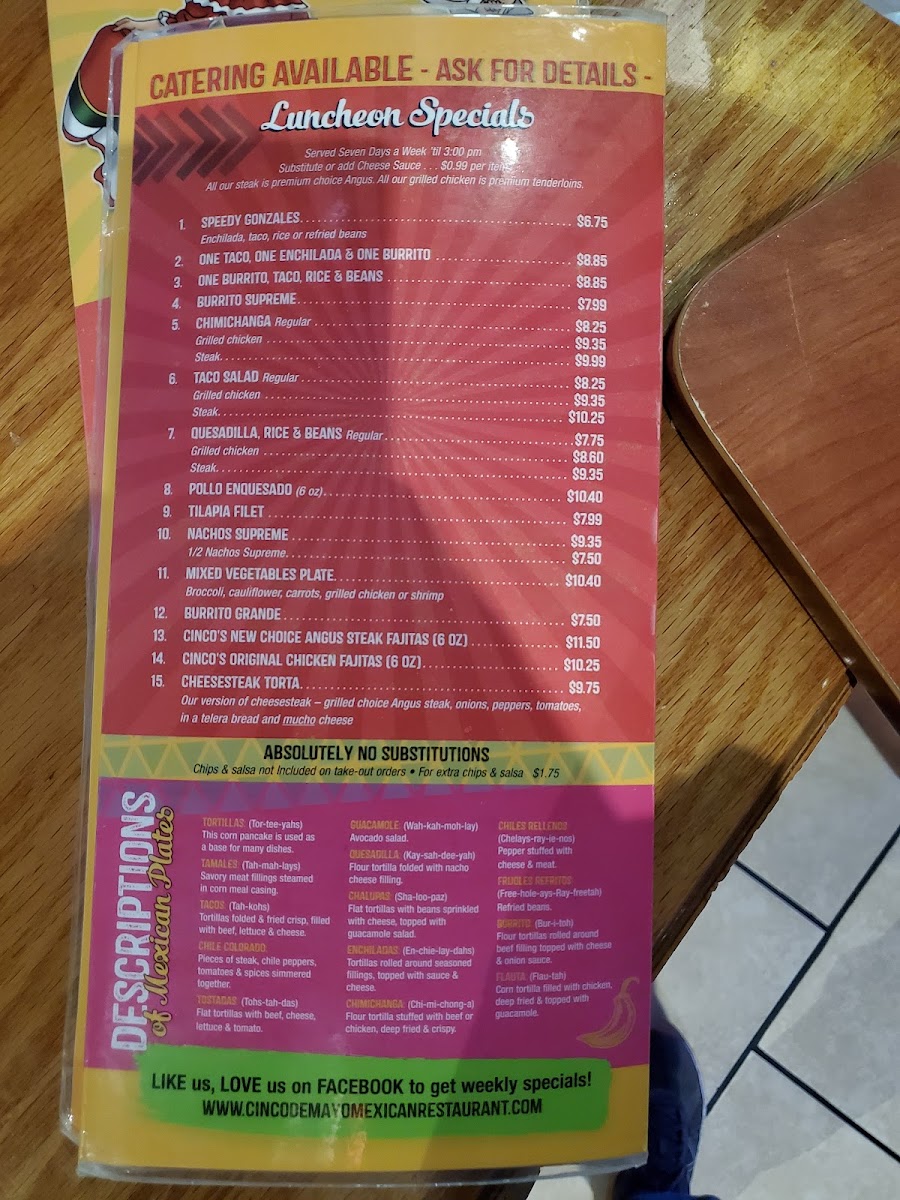 CATERING AVAILABLE - ASK FOR DETAILS -
Luncheon Specials
Served Seven Days a Week 'til 3:00 pm
Substitute or add Cheese Sauce . . . $0.99 per item
All our steak is premium choice Angus. All our grilled chicken is premium tenderloins.
1. SPEEDY GONZALES $6.75
Enchilada, taco, rice or refried beans
2. ONE TACO, ONE ENCHILADA & ONE BURRITO $8.85
3. ONE BURRITO, TACO, RICE & BEANS $8.85
4. BURRITO SUPREME $7.99
5. CHIMICHANGA Regular $8.25
Grilled chicken $9.35
Steak $9.99
6. TACO SALAD Regular $8.25
Grilled chicken $9.35
Steak $10.25
7. QUESADILLA, RICE & BEANS Regular $7.75
Grilled chicken $8.60
Steak $9.35
8. POLLO ENQUESADO (6 oz) $10.40
9. TILAPIA FILET $7.99
10. NACHOS SUPREME $9.35
1/2 Nachos Supreme $7.50
11. MIXED VEGETABLES PLATE $10.40
Broccoli, cauliflower, carrots, grilled chicken or shrimp
12. BURRITO GRANDE $7.50
13. CINCO'S NEW CHOICE ANGUS STEAK FAJITAS (6 OZ) $11.50
14. CINCO'S ORIGINAL CHICKEN FAJITAS (6 OZ) $10.25
15. CHEESESTEAK TORTA $9.75
Our version of cheesesteak – grilled choice Angus steak, onions, peppers, tomatoes,
in a telera bread and mucho cheese
ABSOLUTELY NO SUBSTITUTIONS
Chips & salsa not Included on take-out orders • For extra chips & salsa $1.75
DESCRIPTIONS
of Mexican Plates
TORTILLAS: (Tor-tee-yahs)
This corn pancake is used as
a base for many dishes.
TAMALES: (Tah-mah-lays)
Savory meat fillings steamed
in corn meal casing.
TACOS: (Tah-kohs)
Tortillas folded & fried crisp, filled
with beef, lettuce & cheese.
CHILE COLORADO:
Pieces of steak, chile peppers,
tomatoes & spices simmered
together.
TOSTADAS: (Tohs-tah-das)
Flat tortillas with beef, cheese,
lettuce & tomato.
GUACAMOLE: (Wah-kah-moh-lay)
Avocado salad.
QUESADILLA: (Kay-sah-dee-yah)
Flour tortilla folded with nacho
cheese filling.
CHALUPAS: (Sha-loo-paz)
Flat tortillas with beans sprinkled
with cheese, topped with
guacamole salad.
ENCHILADAS: (En-chie-lay-dahs)
Tortillas rolled around seasoned
fillings, topped with sauce &
cheese.
CHIMICHANGA: (Chi-mi-chong-a)
Flour tortilla stuffed with beef or
chicken, deep fried & crispy.
CHILES RELLENOS
(Chelays-ray-ie-nos)
Pepper stuffed with
cheese & meat.
FRIJOLES REFRITOS
(Free-hole-ays-Ray-freetah)
Refried beans.
BURRITO: (Bur-i-toh)
Flour tortillas rolled around
beef filling topped with cheese
& onion sauce.
FLAUTA: (Flau-tah)
Corn tortilla filled with chicken,
deep fried & topped with
guacamole.
LIKE us, LOVE us on FACEBOOK to get weekly specials!
WWW.CINCODEMAYOMEXICANRESTAURANT.COM